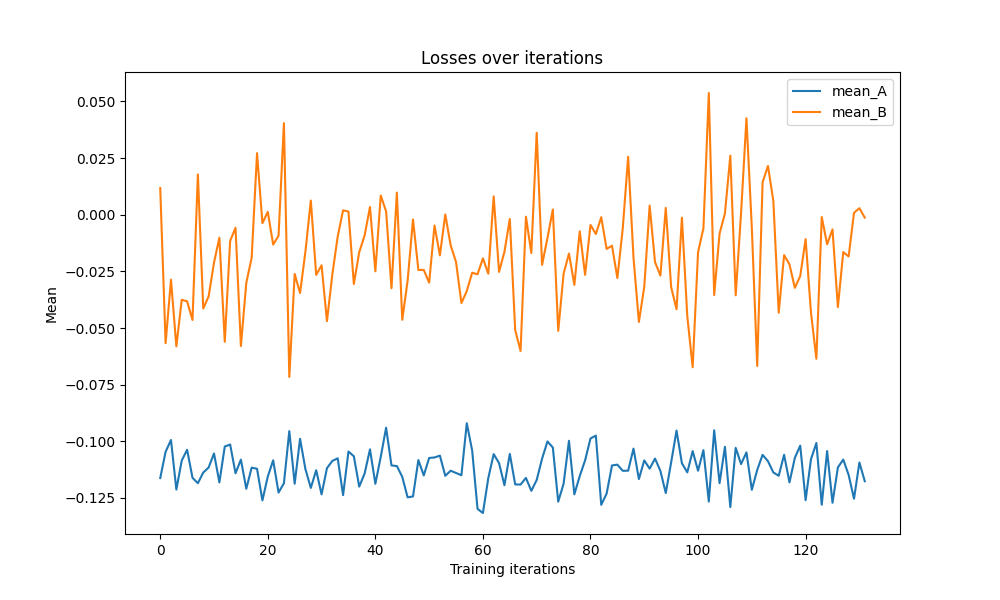 Losses over iterations
mean_A
mean_B
Mean
0.050
0.025
0.000
−0.025
−0.050
−0.075
−0.100
−0.125
0 20 40 60 80 100 120
Training iterations